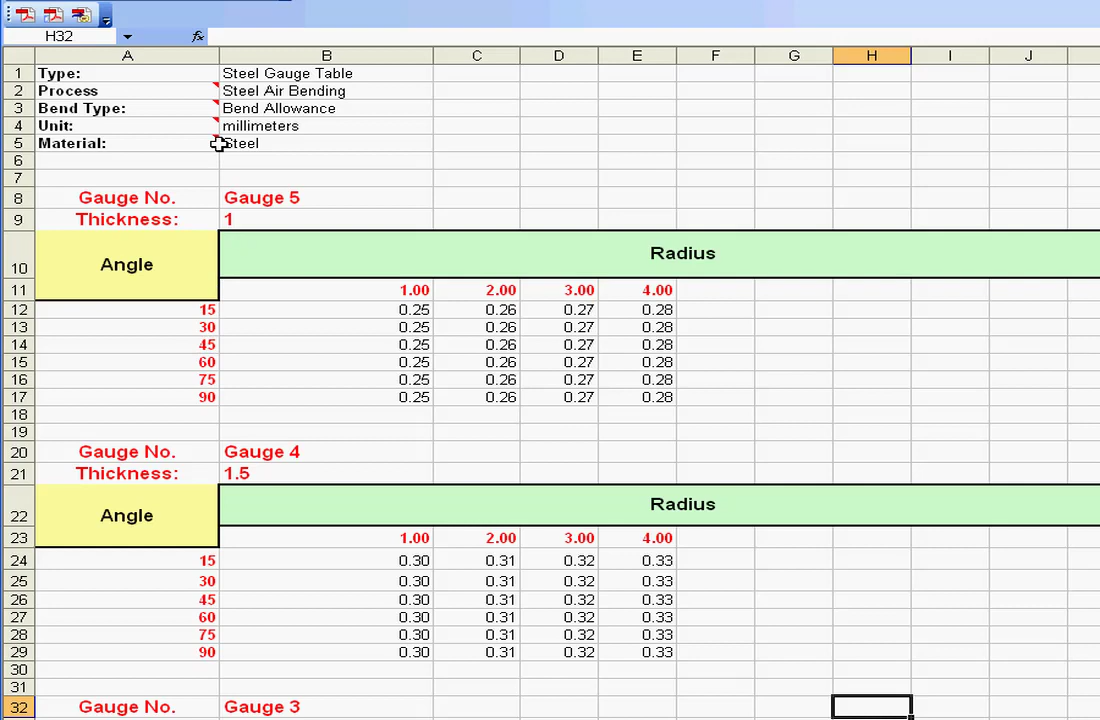 H32 fx
A B C D E F G H I J
1 Type: Steel Gauge Table
2 Process Steel Air Bending
3 Bend Type: Bend Allowance
4 Unit: millimeters
5 Material: Steel
6
7
8 Gauge No. Gauge 5
9 Thickness: 1
10 Angle Radius
11 1.00 2.00 3.00 4.00
12 15 0.25 0.26 0.27 0.28
13 30 0.25 0.26 0.27 0.28
14 45 0.25 0.26 0.27 0.28
15 60 0.25 0.26 0.27 0.28
16 75 0.25 0.26 0.27 0.28
17 90 0.25 0.26 0.27 0.28
18
19
20 Gauge No. Gauge 4
21 Thickness: 1.5
22 Angle Radius
23 1.00 2.00 3.00 4.00
24 15 0.30 0.31 0.32 0.33
25 30 0.30 0.31 0.32 0.33
26 45 0.30 0.31 0.32 0.33
27 60 0.30 0.31 0.32 0.33
28 75 0.30 0.31 0.32 0.33
29 90 0.30 0.31 0.32 0.33
30
31
32 Gauge No. Gauge 3